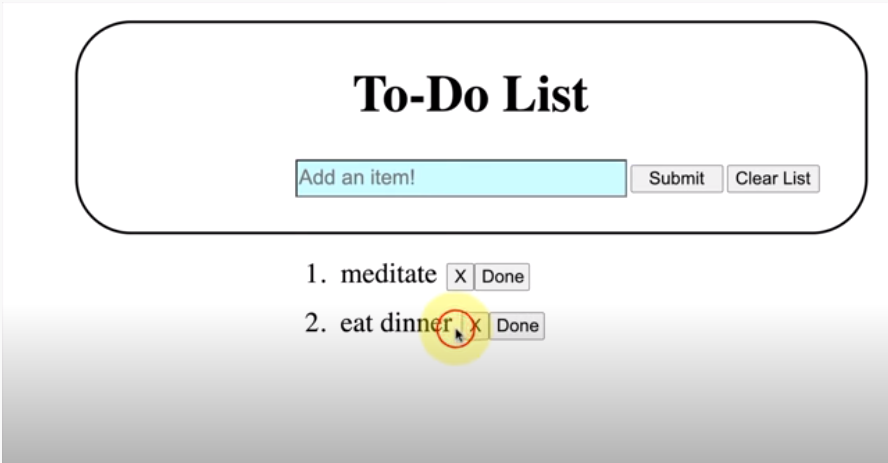 To-Do List
Add an item! Submit Clear List
1. meditate X Done
2. eat dinner X Done